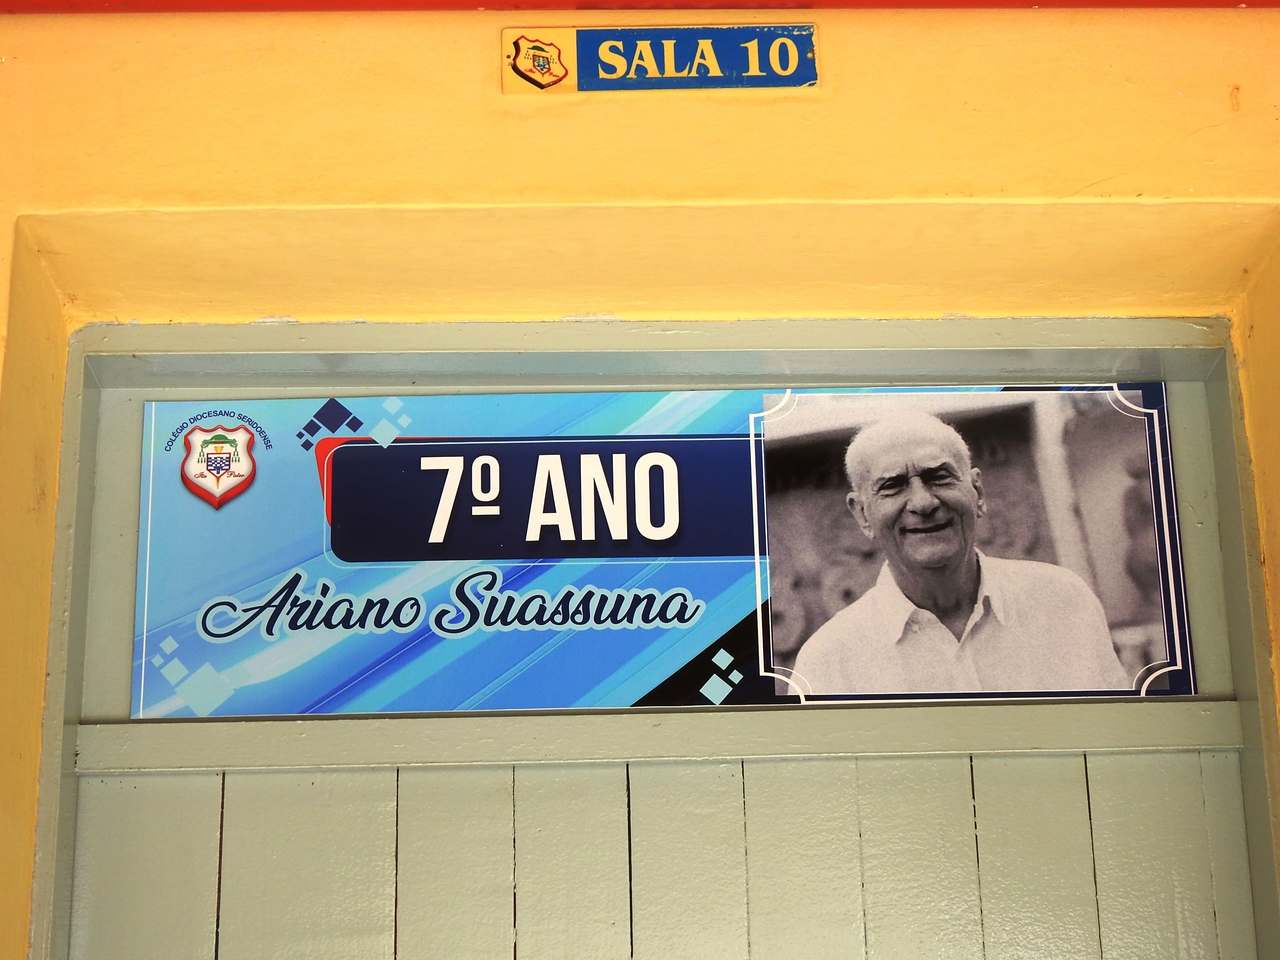 SALA 10
COLÉGIO DIOCESANO SERIDOENSE
7º ANO
Ariano Suassuna